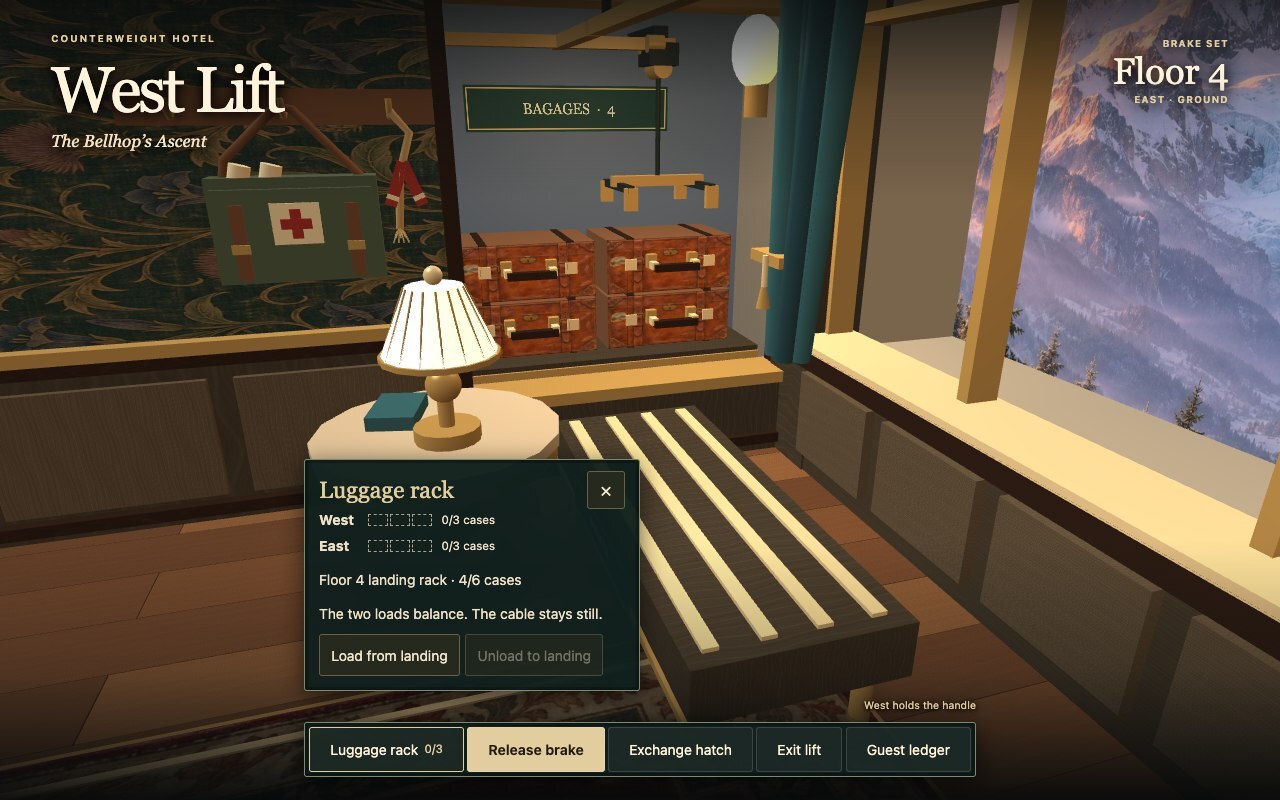 COUNTERWEIGHT HOTEL
West Lift
The Bellhop's Ascent
BRAKE SET
Floor 4
EAST · GROUND
BAGAGES · 4
Luggage rack
×
West 0/3 cases
East 0/3 cases
Floor 4 landing rack · 4/6 cases
The two loads balance. The cable stays still.
Load from landing
Unload to landing
West holds the handle
Luggage rack 0/3
Release brake
Exchange hatch
Exit lift
Guest ledger